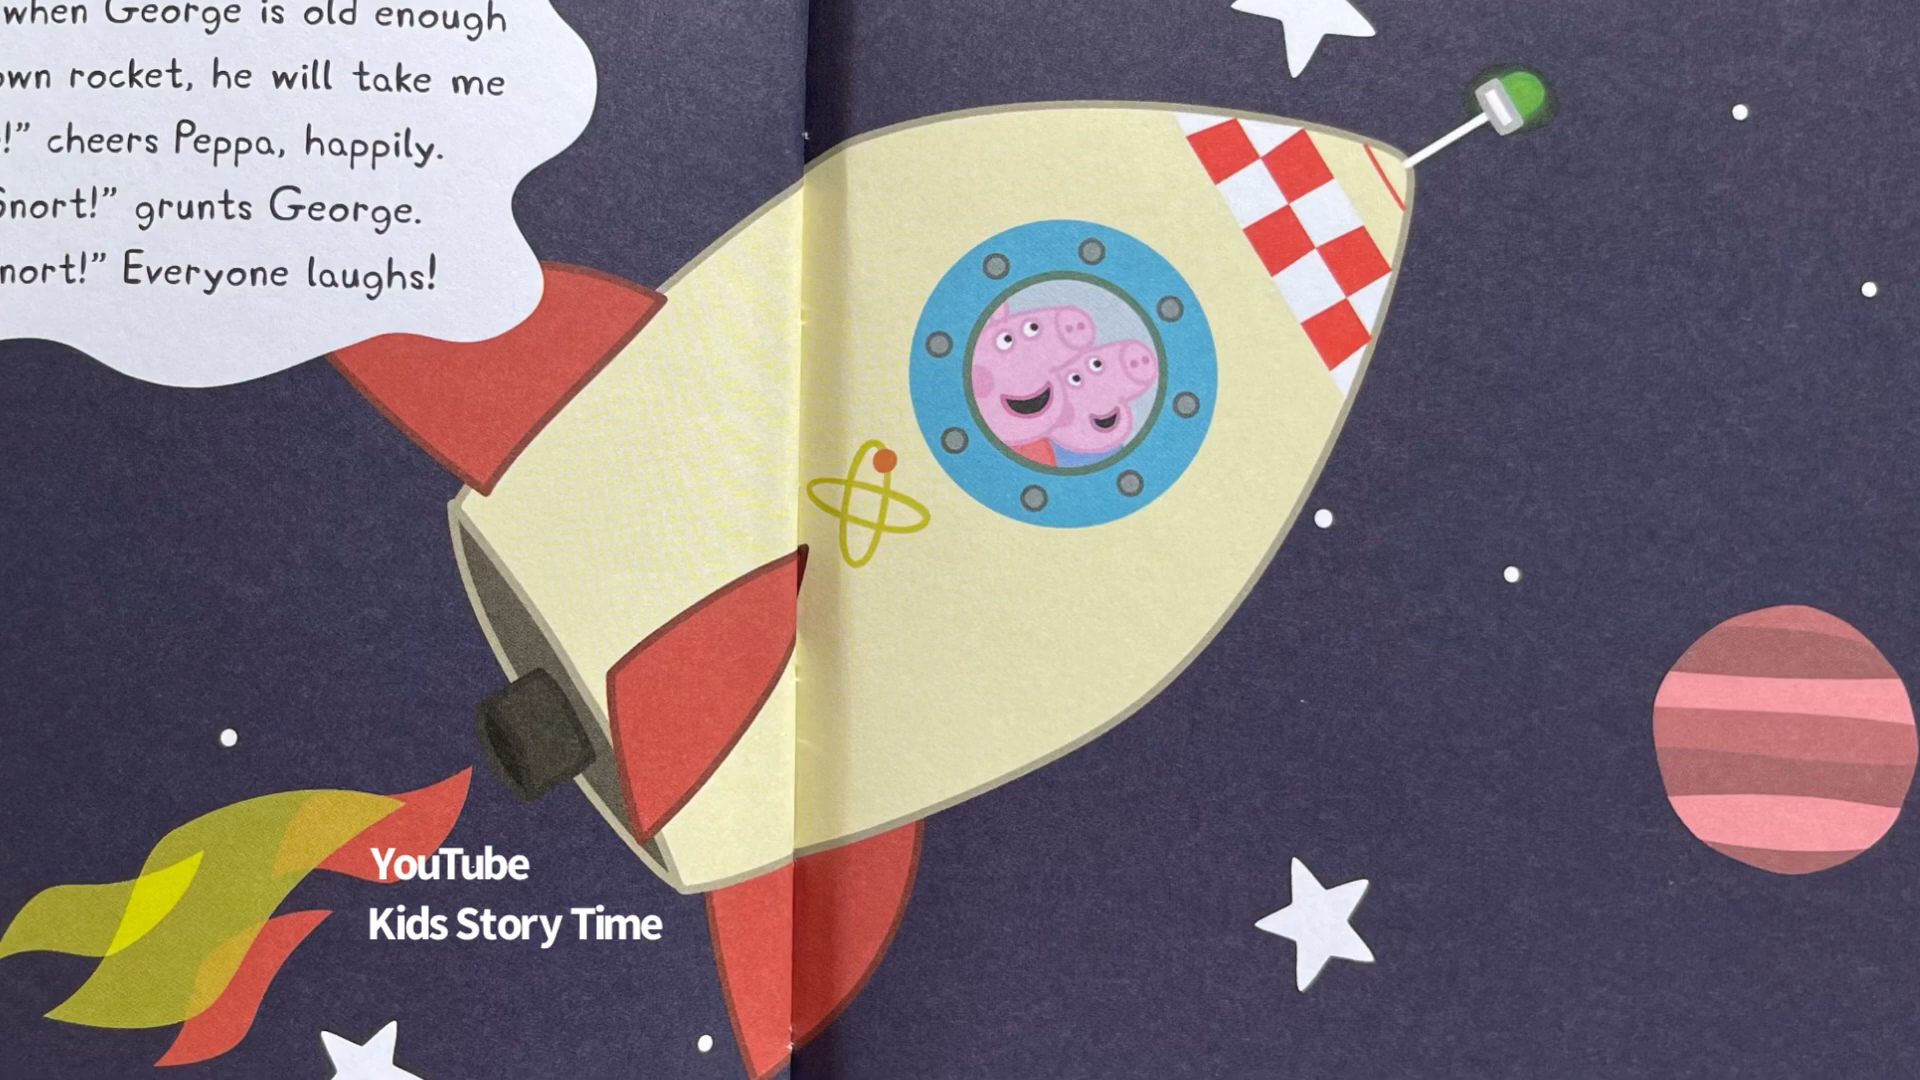 when George is old enough
own rocket, he will take me
!” cheers Peppa, happily.
Snort!” grunts George.
nort!” Everyone laughs!
YouTube
Kids Story Time